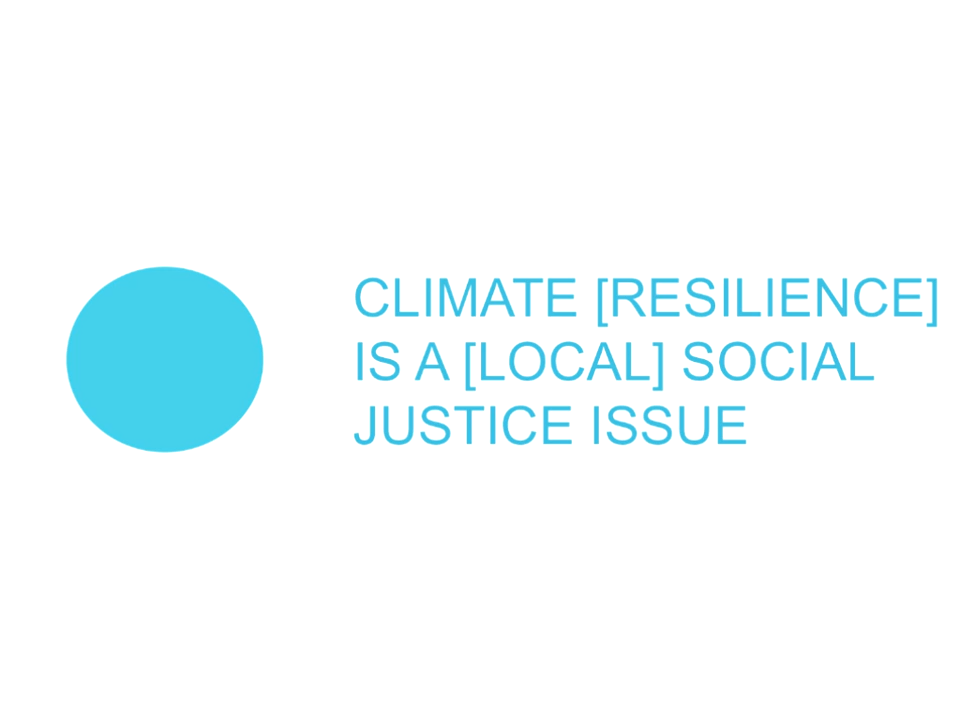 CLIMATE [RESILIENCE]
IS A [LOCAL] SOCIAL
JUSTICE ISSUE